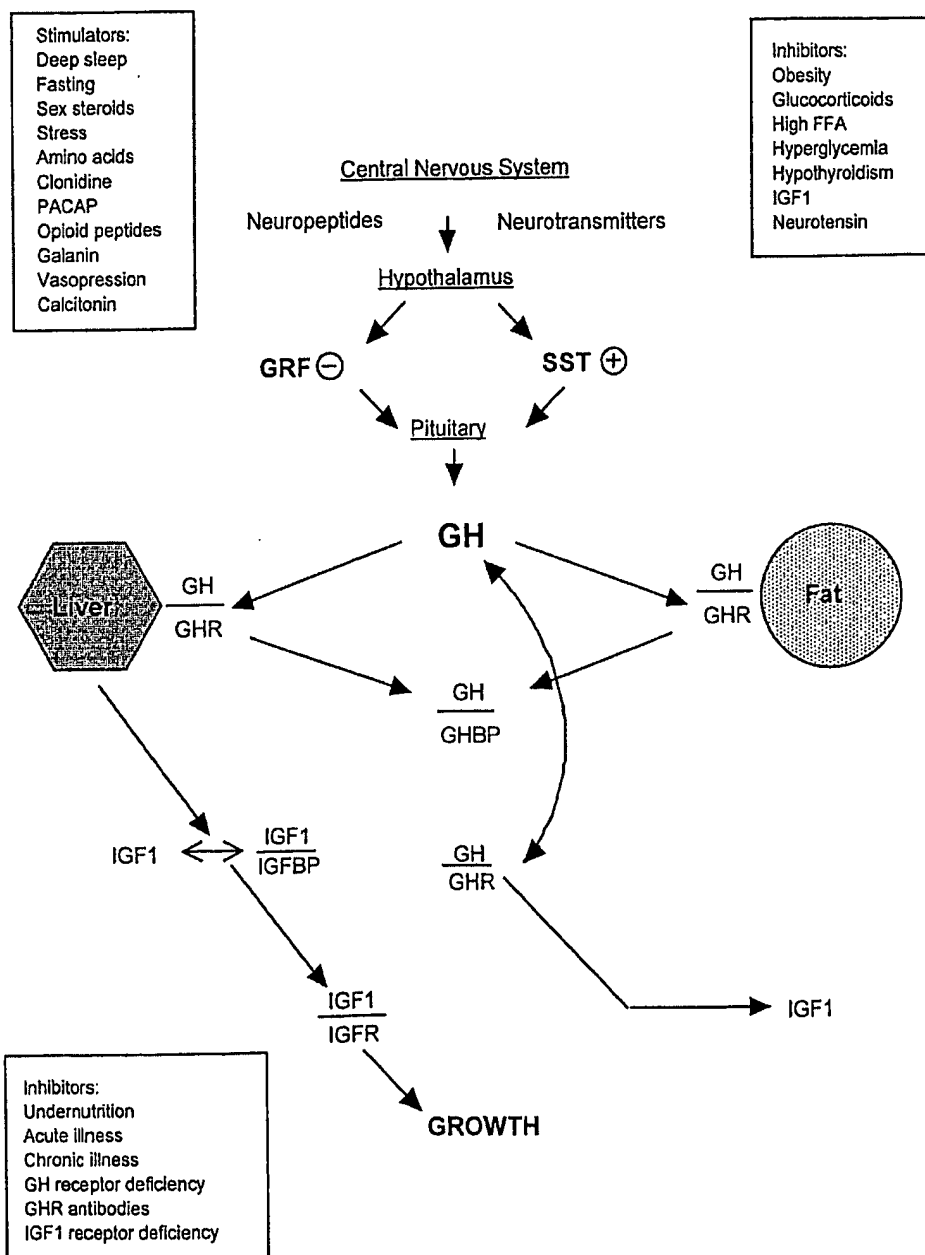 Stimulators:
Deep sleep
Fasting
Sex steroids
Stress
Amino acids
Clonidine
PACAP
Opioid peptides
Galanin
Vasopression
Calcitonin
Inhibitors:
Obesity
Glucocorticoids
High FFA
Hyperglycemia
Hypothyroidism
IGF1
Neurotensin
Central Nervous System
Neuropeptides
Neurotransmitters
Hypothalamus
GRF −
SST +
Pituitary
GH
Liver
GH
GHR
GH
GHR
Fat
GH
GHBP
IGF1
IGF1
IGFBP
GH
GHR
IGF1
IGFR
IGF1
GROWTH
Inhibitors:
Undernutrition
Acute illness
Chronic illness
GH receptor deficiency
GHR antibodies
IGF1 receptor deficiency